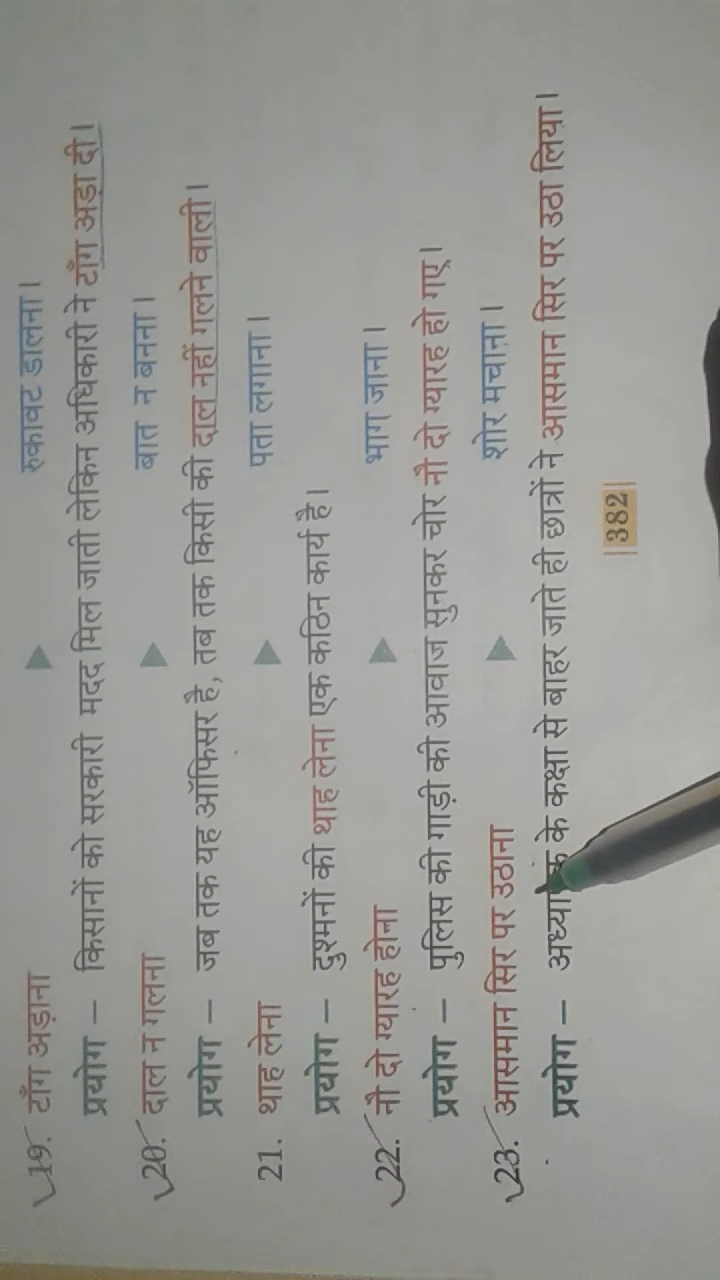 19. टाँग अड़ाना ▶ रुकावट डालना।
प्रयोग – किसानों को सरकारी मदद मिल जाती लेकिन अधिकारी ने टाँग अड़ा दी।
20. दाल न गलना ▶ बात न बनना।
प्रयोग – जब तक यह ऑफिसर है, तब तक किसी की दाल नहीं गलने वाली।
21. थाह लेना ▶ पता लगाना।
प्रयोग – दुश्मनों की थाह लेना एक कठिन कार्य है।
22. नौ दो ग्यारह होना ▶ भाग जाना।
प्रयोग – पुलिस की गाड़ी की आवाज सुनकर चोर नौ दो ग्यारह हो गए।
23. आसमान सिर पर उठाना ▶ शोर मचाना।
प्रयोग – अध्यापक के कक्षा से बाहर जाते ही छात्रों ने आसमान सिर पर उठा लिया।
382